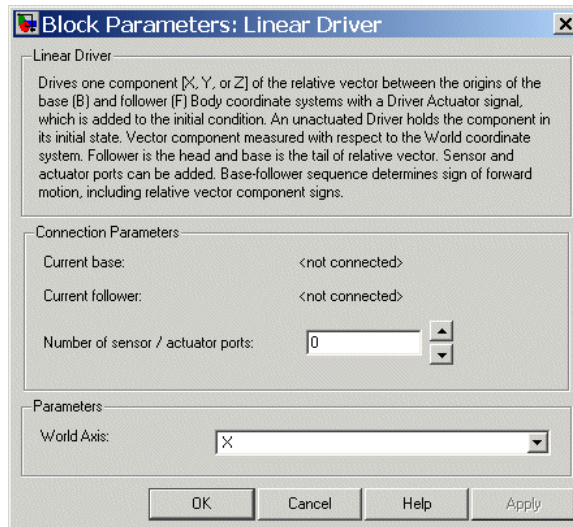 Block Parameters: Linear Driver
Linear Driver
Drives one component [X, Y, or Z] of the relative vector between the origins of the
base (B) and follower (F) Body coordinate systems with a Driver Actuator signal,
which is added to the initial condition. An unactuated Driver holds the component in
its initial state. Vector component measured with respect to the World coordinate
system. Follower is the head and base is the tail of relative vector. Sensor and
actuator ports can be added. Base-follower sequence determines sign of forward
motion, including relative vector component signs.
Connection Parameters
Current base: <not connected>
Current follower: <not connected>
Number of sensor / actuator ports: 0
Parameters
World Axis: X
OK Cancel Help Apply